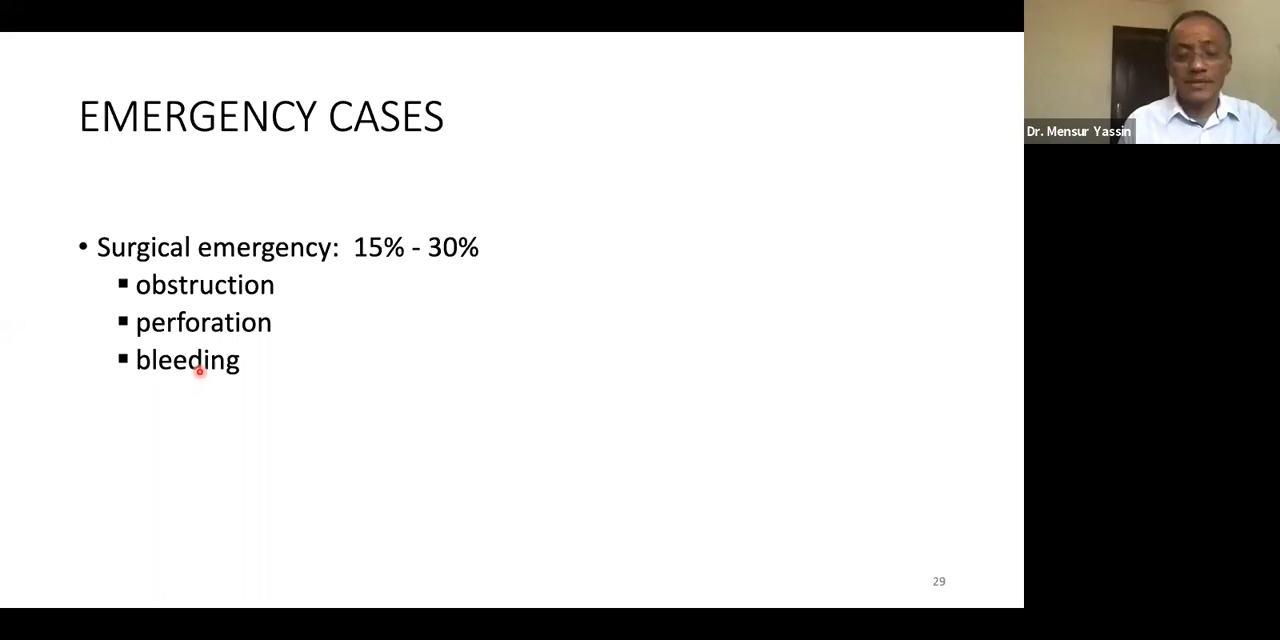 EMERGENCY CASES
• Surgical emergency: 15% - 30%
▪ obstruction
▪ perforation
▪ bleeding
29
Dr. Mensur Yassin